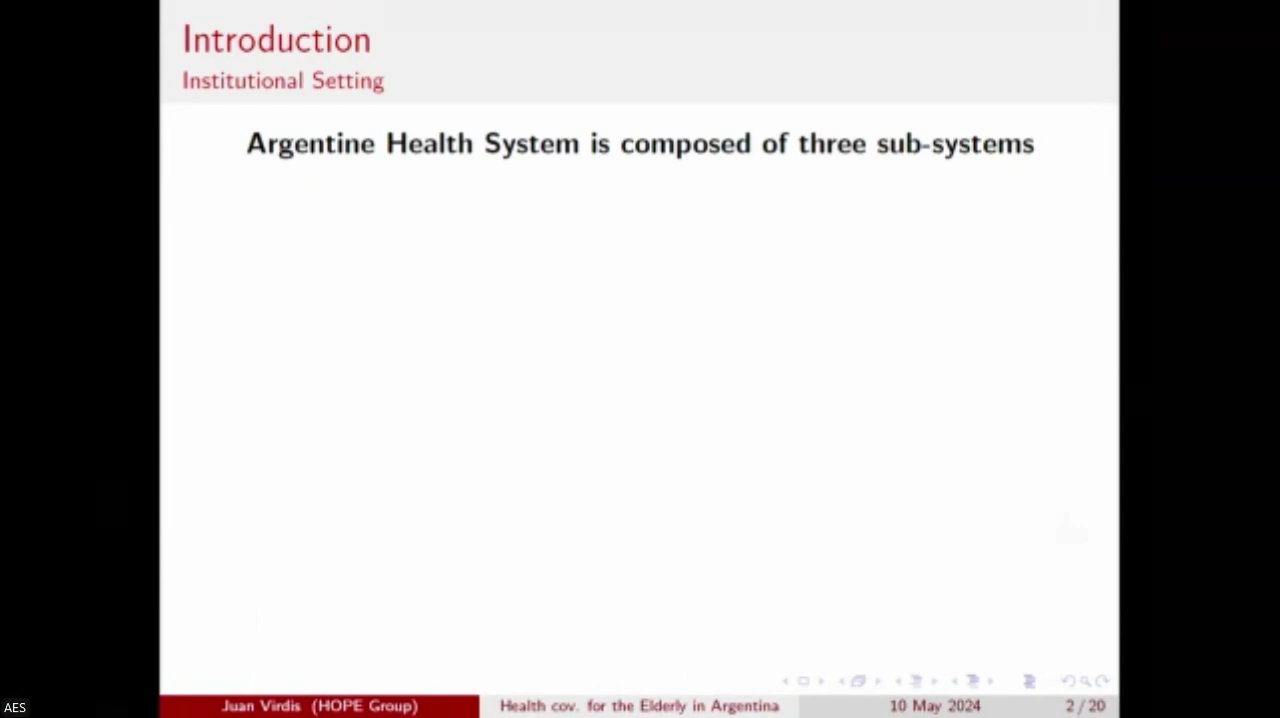 Introduction
Institutional Setting
Argentine Health System is composed of three sub-systems
AES
Juan Virdis (HOPE Group)
Health cov. for the Elderly in Argentina
10 May 2024
2 / 20